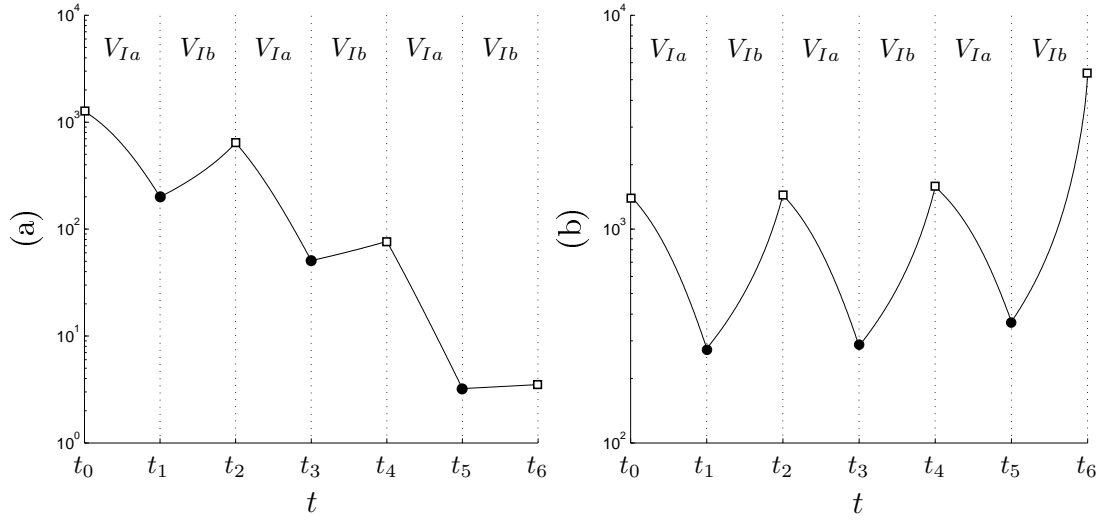 (a)
10^4
10^3
10^2
10^1
10^0
V_{Ia} V_{Ib} V_{Ia} V_{Ib} V_{Ia} V_{Ib}
t_0 t_1 t_2 t_3 t_4 t_5 t_6
t
(b)
10^4
10^3
10^2
V_{Ia} V_{Ib} V_{Ia} V_{Ib} V_{Ia} V_{Ib}
t_0 t_1 t_2 t_3 t_4 t_5 t_6
t